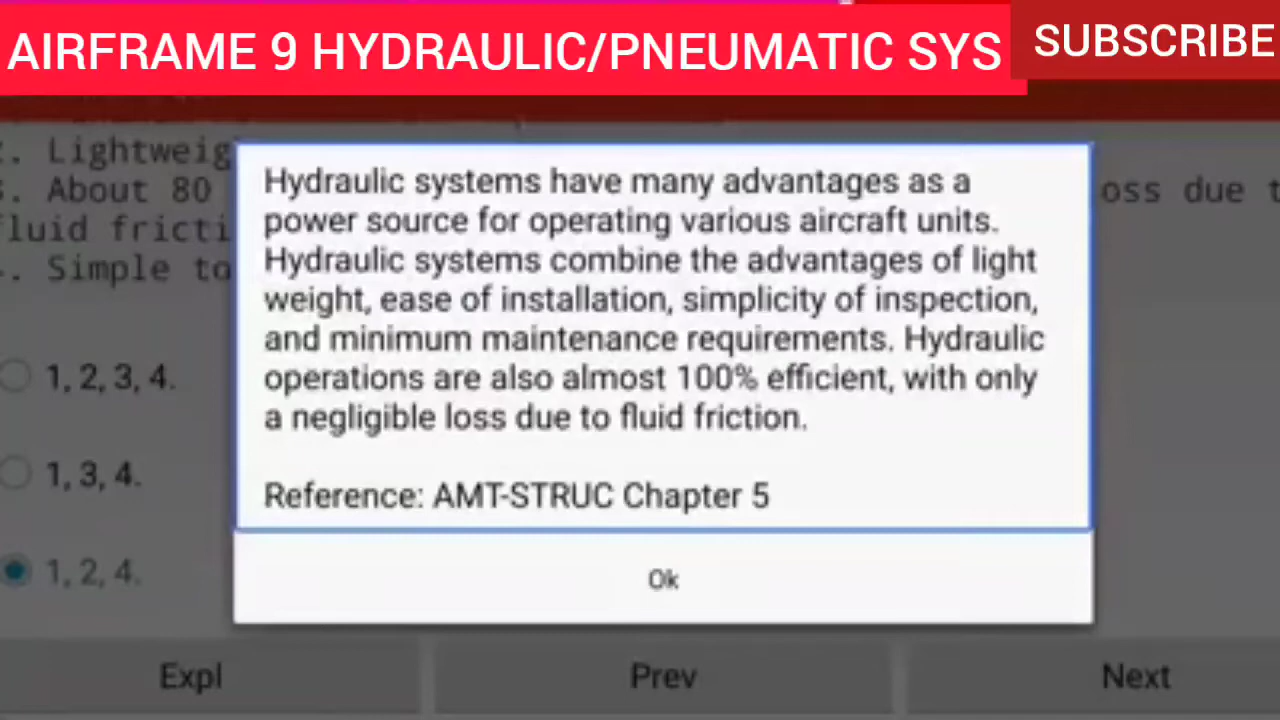 AIRFRAME 9 HYDRAULIC/PNEUMATIC SYS
SUBSCRIBE
Hydraulic systems have many advantages as a
power source for operating various aircraft units.
Hydraulic systems combine the advantages of light
weight, ease of installation, simplicity of inspection,
and minimum maintenance requirements. Hydraulic
operations are also almost 100% efficient, with only
a negligible loss due to fluid friction.
Reference: AMT-STRUC Chapter 5
Ok
. Lightweig
. About 80
oss due t
luid fricti
. Simple to
1, 2, 3, 4.
1, 3, 4.
1, 2, 4.
Expl
Prev
Next